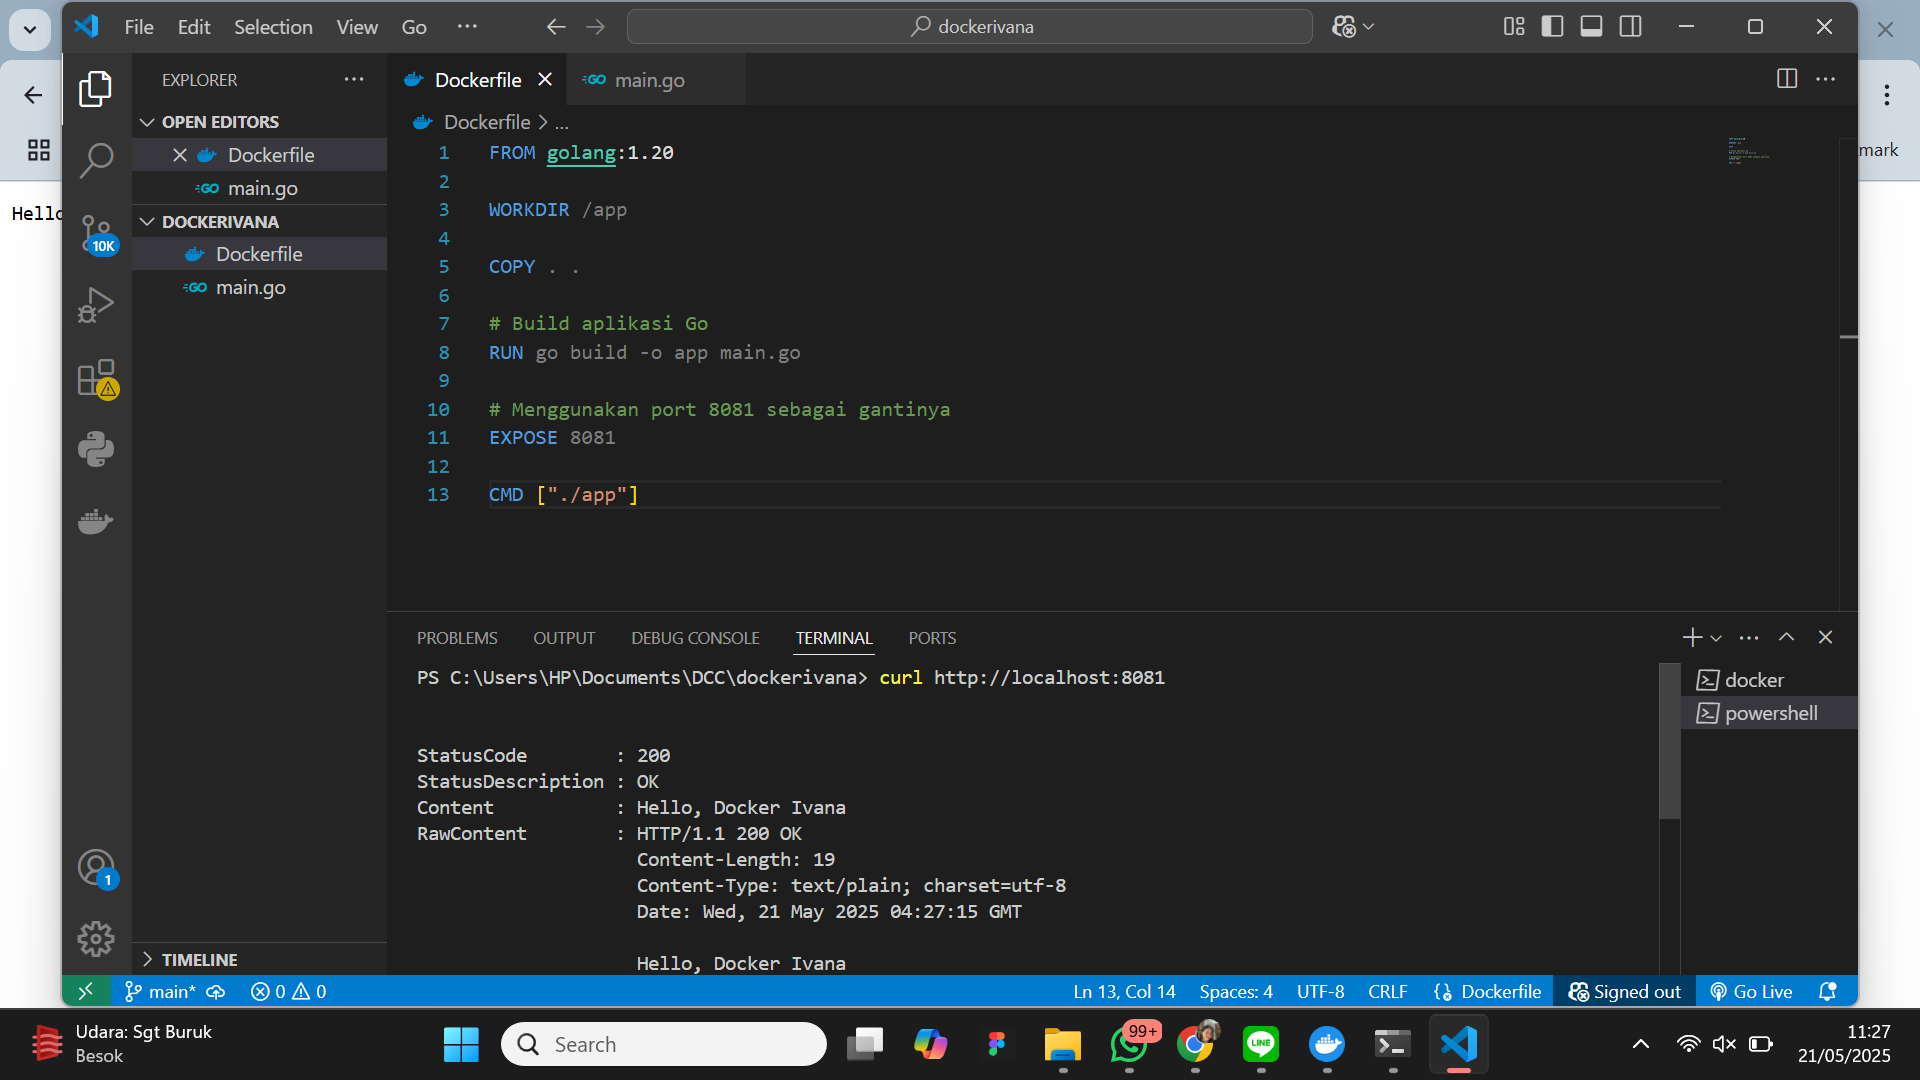 File Edit Selection View Go ··· dockerivana
EXPLORER ···
OPEN EDITORS
Dockerfile
main.go
DOCKERIVANA
Dockerfile
main.go
TIMELINE
10K
1
Hello
mark
Dockerfile main.go ···
Dockerfile > ...
1 FROM golang:1.20
2
3 WORKDIR /app
4
5 COPY . .
6
7 # Build aplikasi Go
8 RUN go build -o app main.go
9
10 # Menggunakan port 8081 sebagai gantinya
11 EXPOSE 8081
12
13 CMD ["./app"]
PROBLEMS OUTPUT DEBUG CONSOLE TERMINAL PORTS
PS C:\Users\HP\Documents\DCC\dockerivana> curl http://localhost:8081
StatusCode : 200
StatusDescription : OK
Content : Hello, Docker Ivana
RawContent : HTTP/1.1 200 OK
Content-Length: 19
Content-Type: text/plain; charset=utf-8
Date: Wed, 21 May 2025 04:27:15 GMT
Hello, Docker Ivana
docker
powershell
main* 0 0 Ln 13, Col 14 Spaces: 4 UTF-8 CRLF Dockerfile Signed out Go Live
Udara: Sgt Buruk
Besok
Search
99+
LINE
11:27
21/05/2025